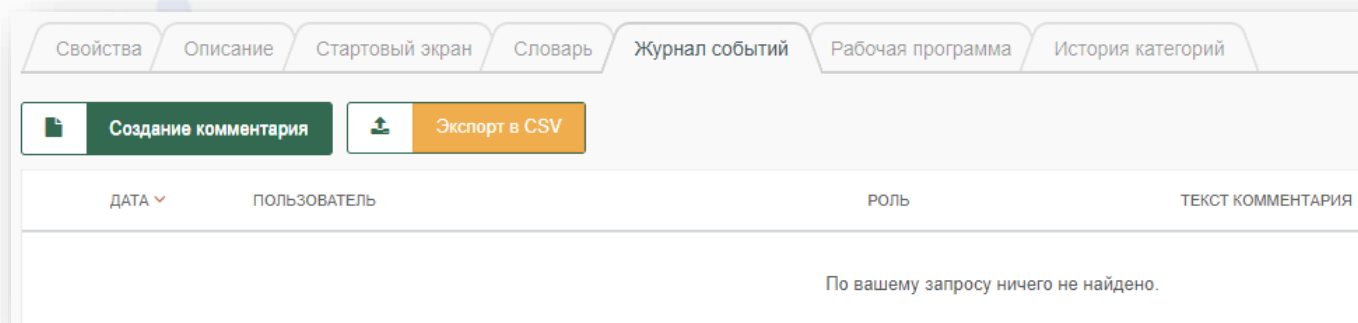 Свойства Описание Стартовый экран Словарь Журнал событий Рабочая программа История категорий
Создание комментария Экспорт в CSV
ДАТА ПОЛЬЗОВАТЕЛЬ РОЛЬ ТЕКСТ КОММЕНТАРИЯ
По вашему запросу ничего не найдено.